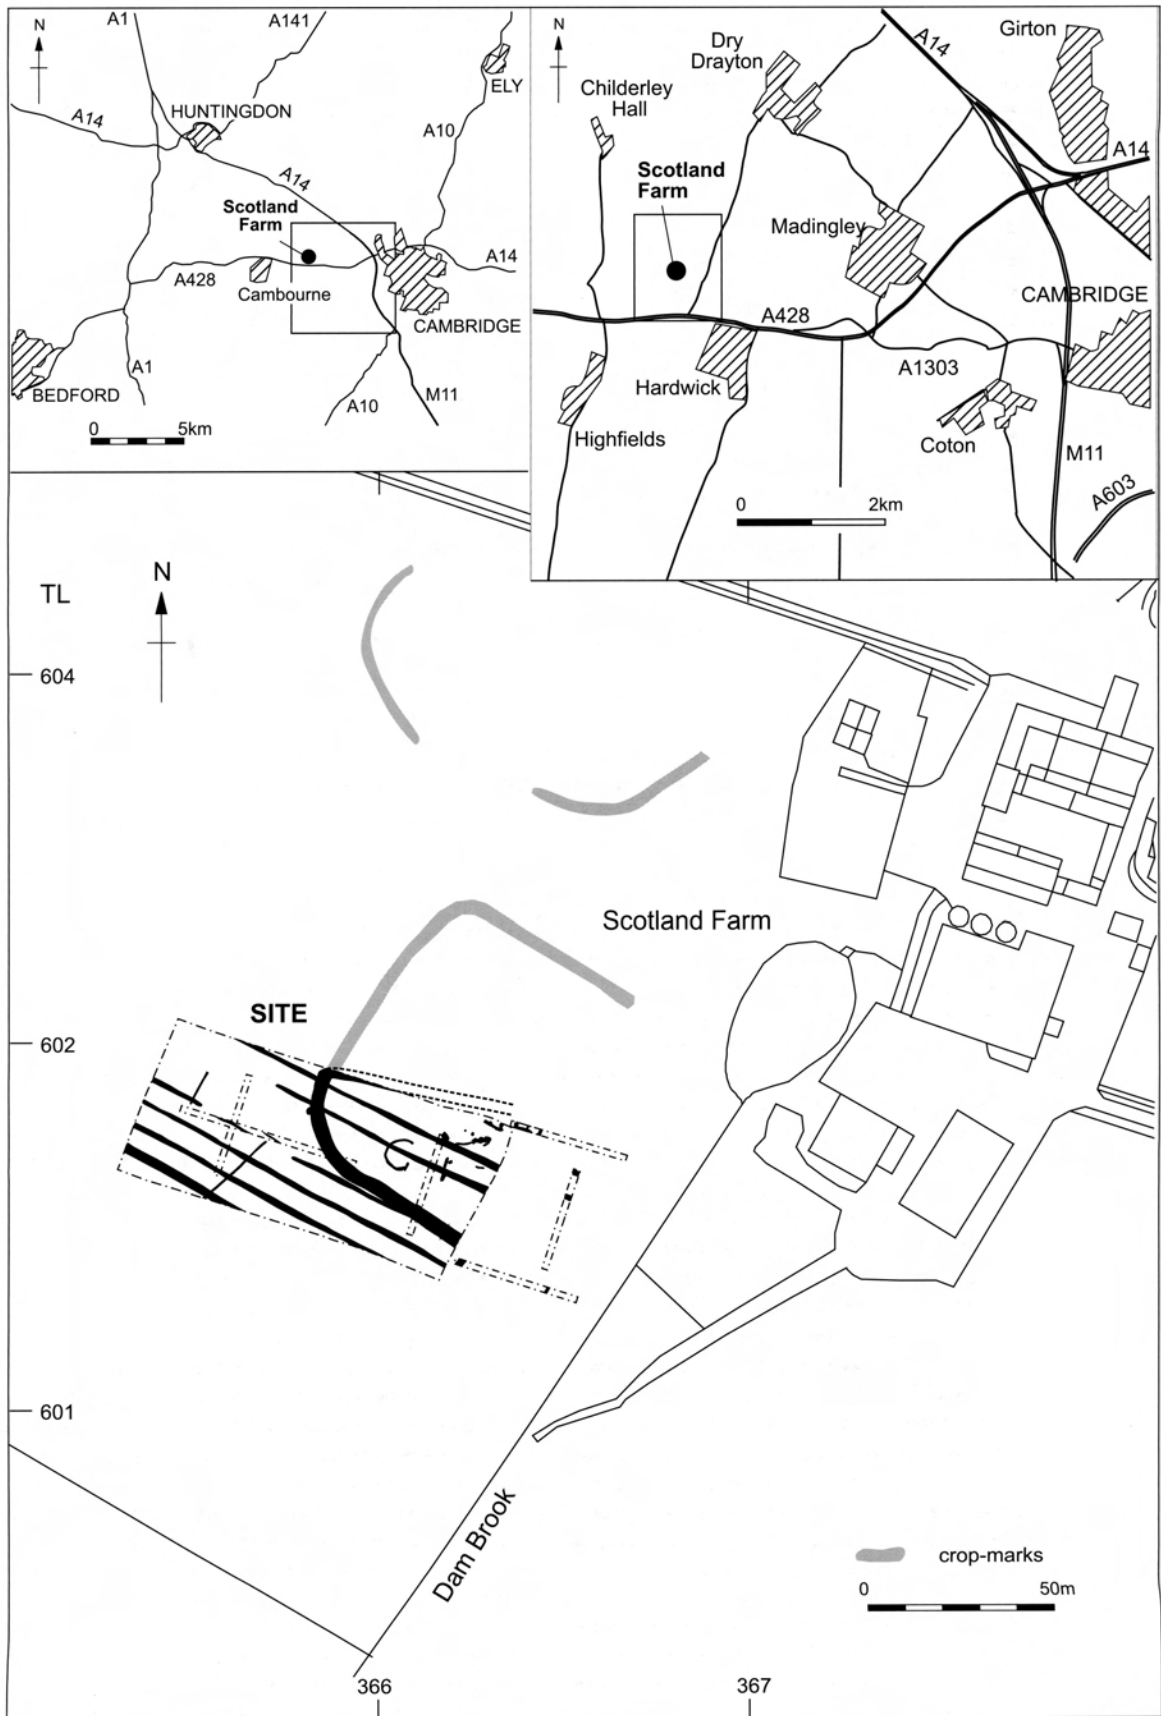 N
A1
A141
ELY
HUNTINGDON
A14
A10
A14
Scotland
Farm
A14
A428
Cambourne
CAMBRIDGE
BEDFORD
A1
A10
M11
0 5km
N
Dry
Drayton
A14
Girton
Childerley
Hall
A14
Scotland
Farm
Madingley
CAMBRIDGE
A428
A1303
Hardwick
Highfields
Coton
M11
A603
0 2km
TL
N
604
Scotland Farm
SITE
602
601
Dam Brook
crop-marks
0 50m
366
367